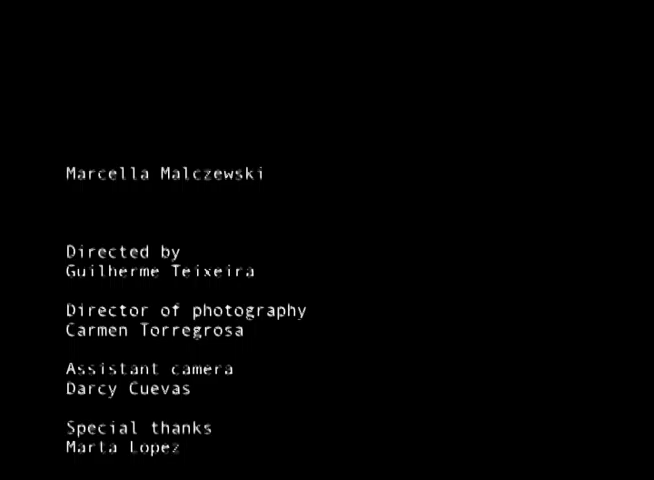 Marcella Malczewski
Directed by
Guilherme Teixeira
Director of photography
Carmen Torregrosa
Assistant camera
Darcy Cuevas
Special thanks
Marta Lopez